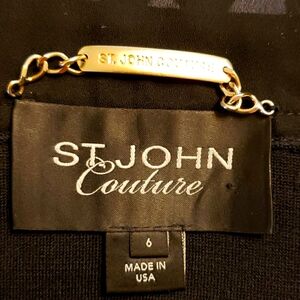 ST. JOHN COUTURE
ST. JOHN
Couture
6
MADE IN
USA